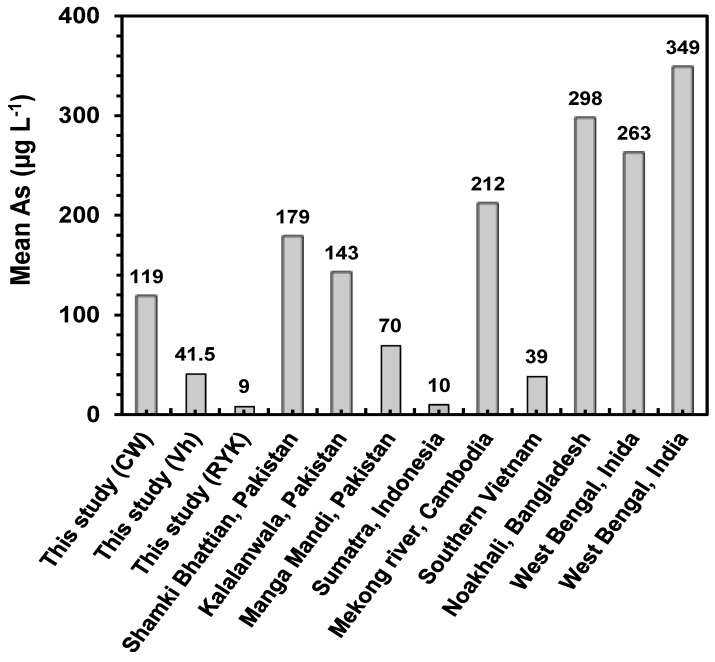 Mean As (µg L-1)
400
300
200
100
0
119
41.5
9
179
143
70
10
212
39
298
263
349
This study (CW)
This study (Vh)
This study (RYK)
Shamki Bhattian, Pakistan
Kalalanwala, Pakistan
Manga Mandi, Pakistan
Sumatra, Indonesia
Mekong river, Cambodia
Southern Vietnam
Noakhali, Bangladesh
West Bengal, Inida
West Bengal, India